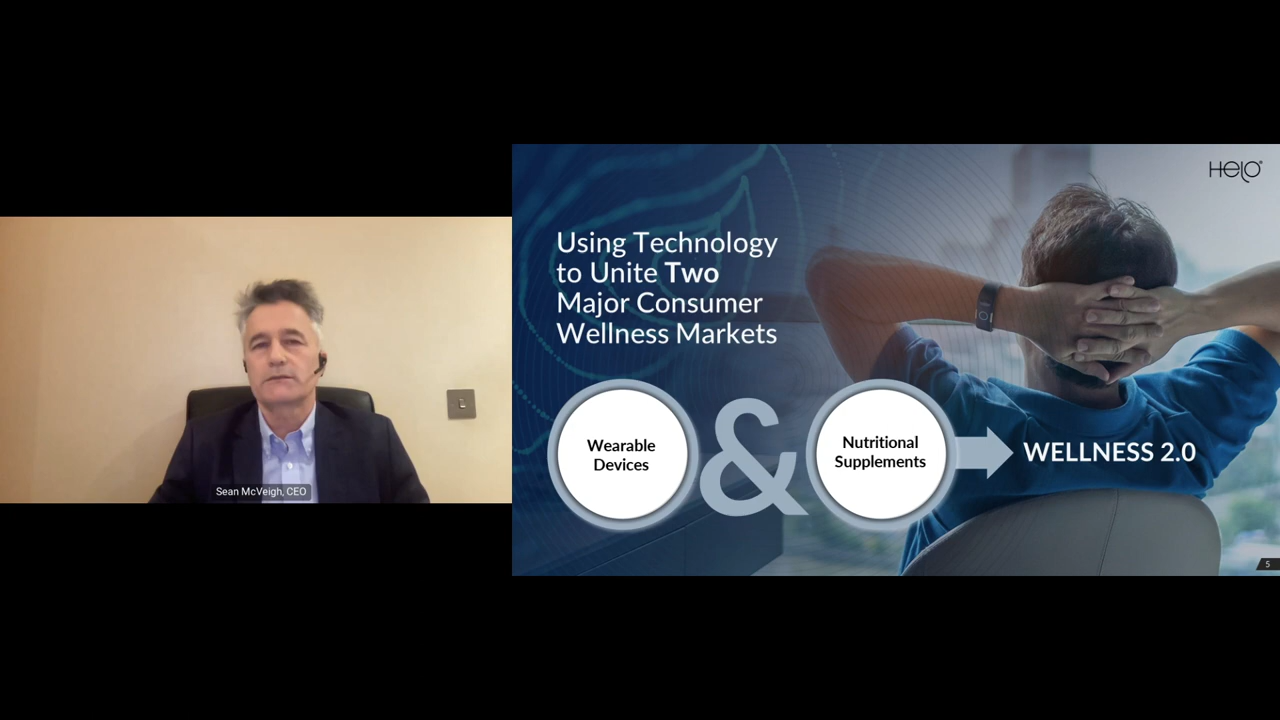 Sean McVeigh, CEO
HELO®
Using Technology
to Unite Two
Major Consumer
Wellness Markets
Wearable
Devices
&
Nutritional
Supplements
WELLNESS 2.0
5